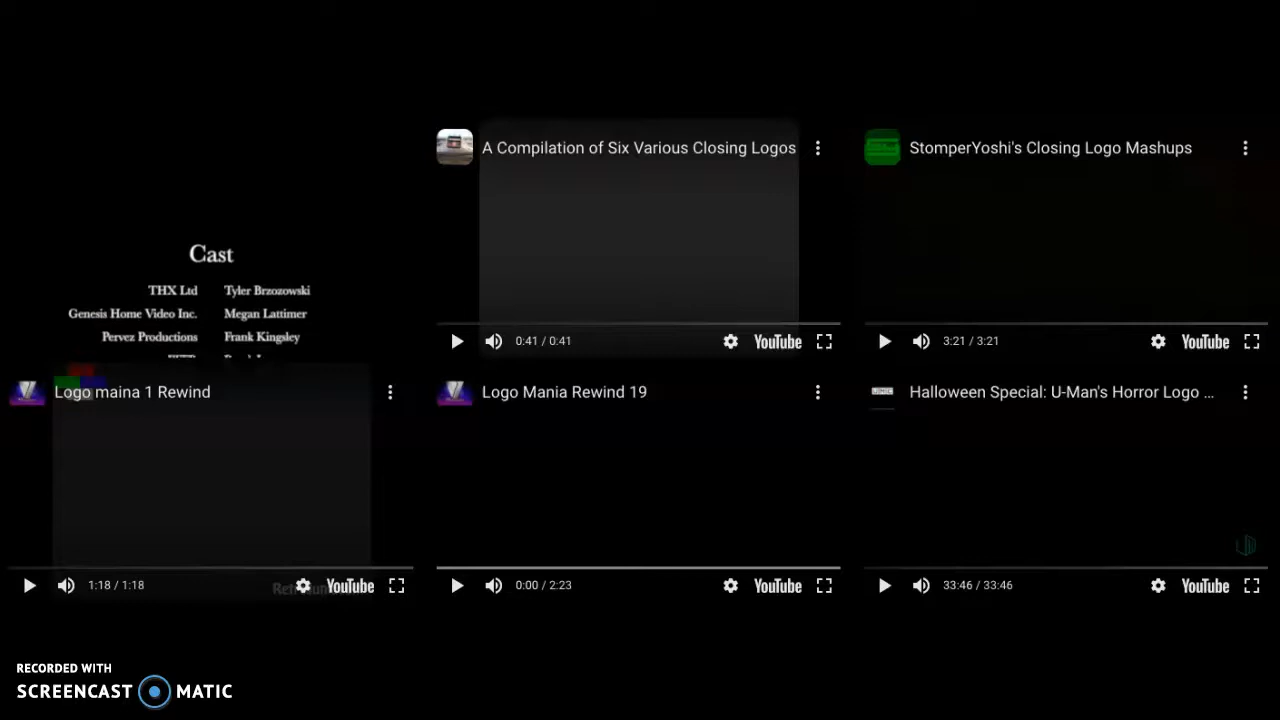 A Compilation of Six Various Closing Logos
StomperYoshi's Closing Logo Mashups
Cast
THX Ltd Tyler Brzozowski
Genesis Home Video Inc. Megan Lattimer
Pervez Productions Frank Kingsley
0:41 / 0:41 YouTube
3:21 / 3:21 YouTube
Logo maina 1 Rewind
Logo Mania Rewind 19
Halloween Special: U-Man's Horror Logo ...
1:18 / 1:18 YouTube
0:00 / 2:23 YouTube
33:46 / 33:46 YouTube
RECORDED WITH
SCREENCAST MATIC